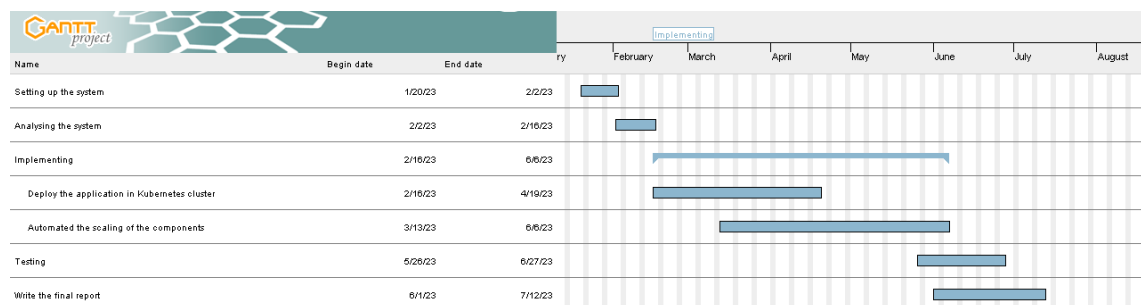 GANTT
project
Implementing
ry February March April May June July August
Name Begin date End date
Setting up the system 1/20/23 2/2/23
Analysing the system 2/2/23 2/16/23
Implementing 2/16/23 6/6/23
Deploy the application in Kubernetes cluster 2/16/23 4/19/23
Automated the scaling of the components 3/13/23 6/6/23
Testing 5/26/23 6/27/23
Write the final report 6/1/23 7/12/23